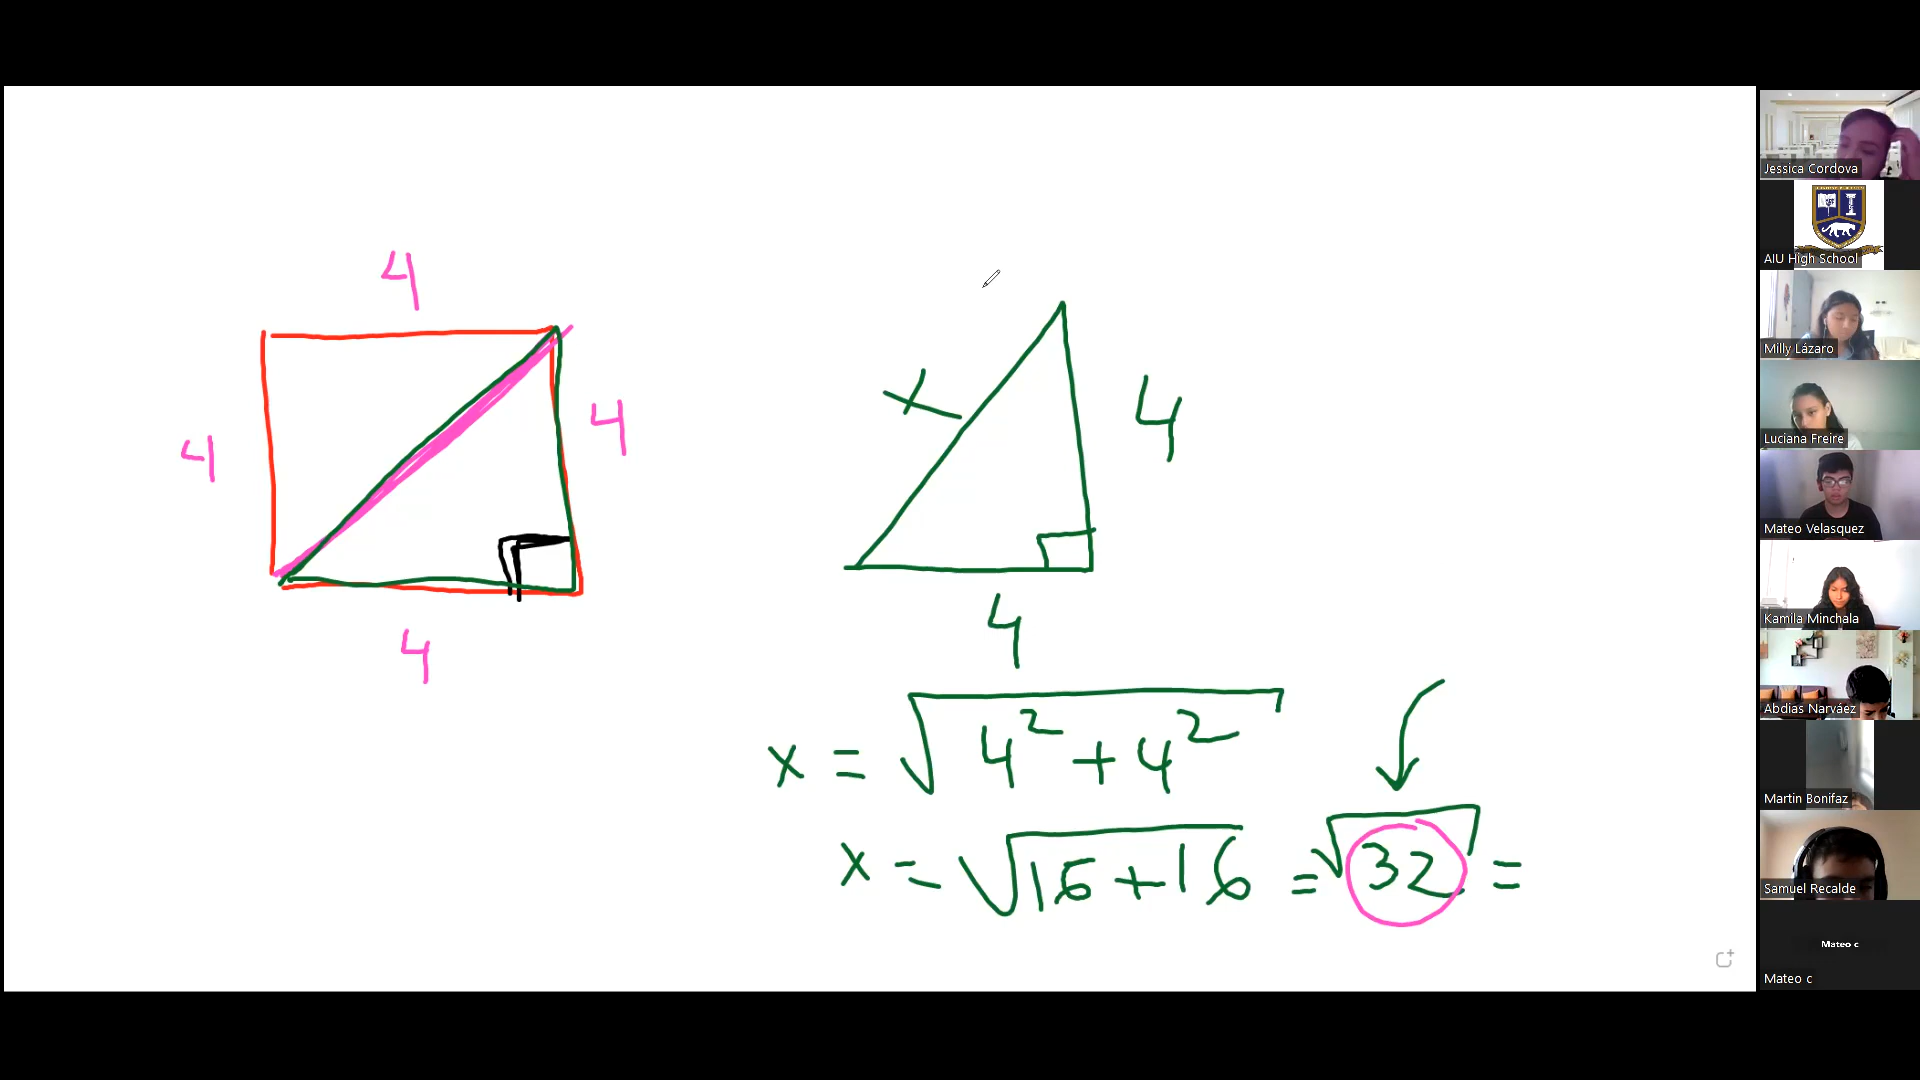 4
4
4
4
x
4
4
x = √4² + 4²
x = √16 + 16 = √32 =
Jessica Cordova
AIU High School
Milly Lázaro
Luciana Freire
Mateo Velasquez
Kamila Minchala
Abdias Narváez
Martin Bonifaz
Samuel Recalde
Mateo c
Mateo c